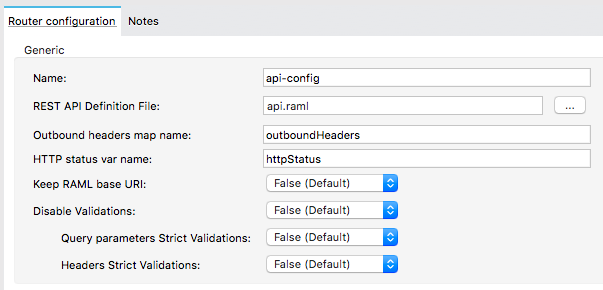 Router configuration Notes
Generic
Name: api-config
REST API Definition File: api.raml ...
Outbound headers map name: outboundHeaders
HTTP status var name: httpStatus
Keep RAML base URI: False (Default)
Disable Validations: False (Default)
Query parameters Strict Validations: False (Default)
Headers Strict Validations: False (Default)